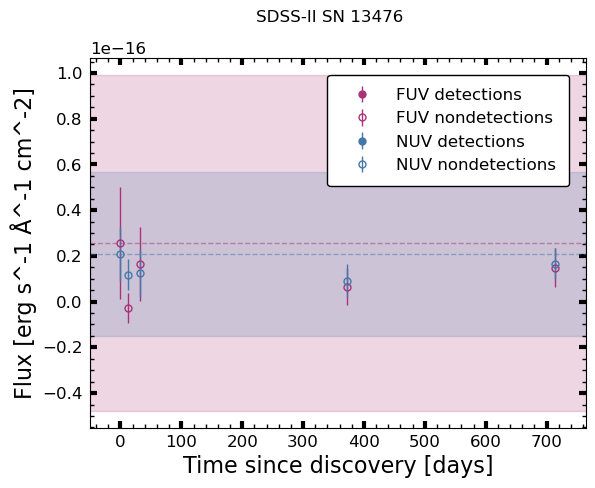 SDSS-II SN 13476
1e−16
FUV detections
FUV nondetections
NUV detections
NUV nondetections
1.0
0.8
0.6
0.4
0.2
0.0
−0.2
−0.4
Flux [erg s^-1 Å^-1 cm^-2]
0 100 200 300 400 500 600 700
Time since discovery [days]